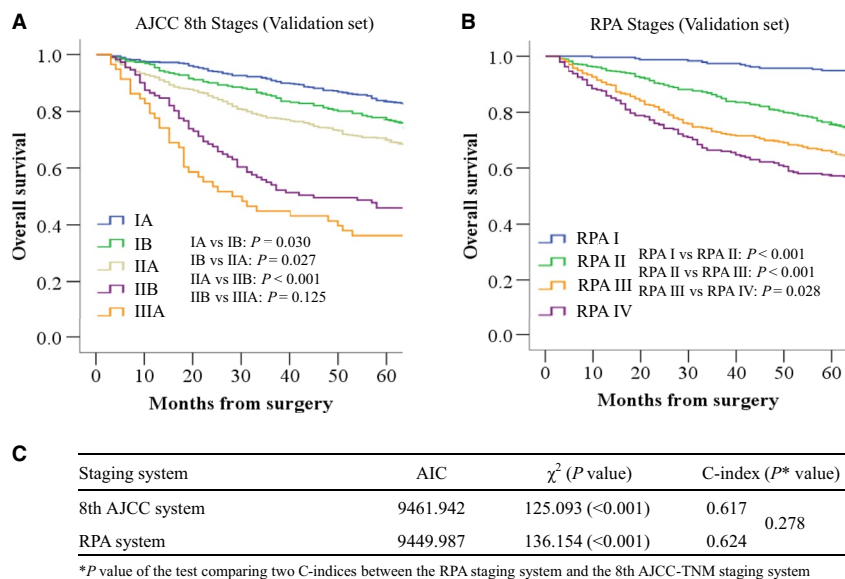 A
AJCC 8th Stages (Validation set)
1.0
0.8
0.6
0.4
0.2
0.0
Overall survival
IA
IB
IIA
IIB
IIIA
IA vs IB: P = 0.030
IB vs IIA: P = 0.027
IIA vs IIB: P < 0.001
IIB vs IIIA: P = 0.125
0 10 20 30 40 50 60
Months from surgery
B
RPA Stages (Validation set)
1.0
0.8
0.6
0.4
0.2
0.0
Overall survival
RPA I
RPA II
RPA III
RPA IV
RPA I vs RPA II: P < 0.001
RPA II vs RPA III: P < 0.001
RPA III vs RPA IV: P = 0.028
0 10 20 30 40 50 60
Months from surgery
C
Staging system AIC χ² (P value) C-index (P* value)
8th AJCC system 9461.942 125.093 (<0.001) 0.617
0.278
RPA system 9449.987 136.154 (<0.001) 0.624
*P value of the test comparing two C-indices between the RPA staging system and the 8th AJCC-TNM staging system